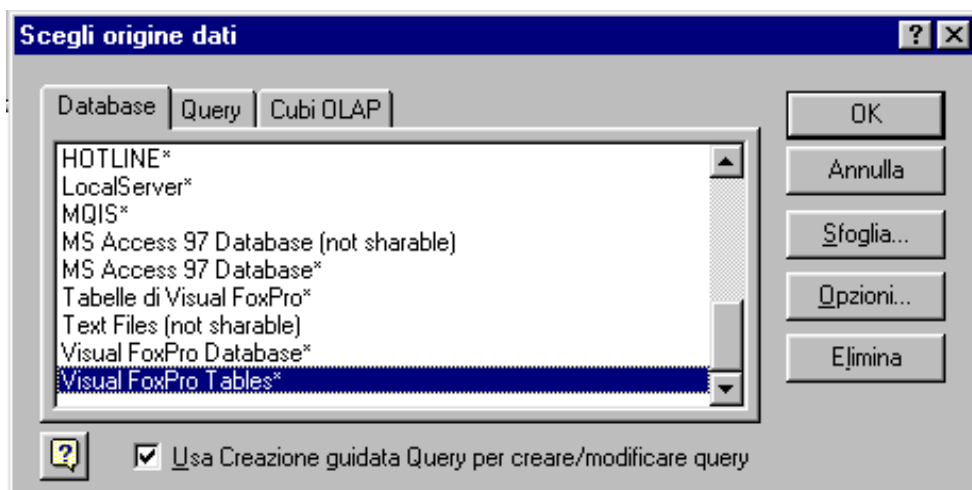 Scegli origine dati
Database Query Cubi OLAP
HOTLINE*
LocalServer*
MQIS*
MS Access 97 Database (not sharable)
MS Access 97 Database*
Tabelle di Visual FoxPro*
Text Files (not sharable)
Visual FoxPro Database*
Visual FoxPro Tables*
OK
Annulla
Sfoglia...
Opzioni...
Elimina
Usa Creazione guidata Query per creare/modificare query